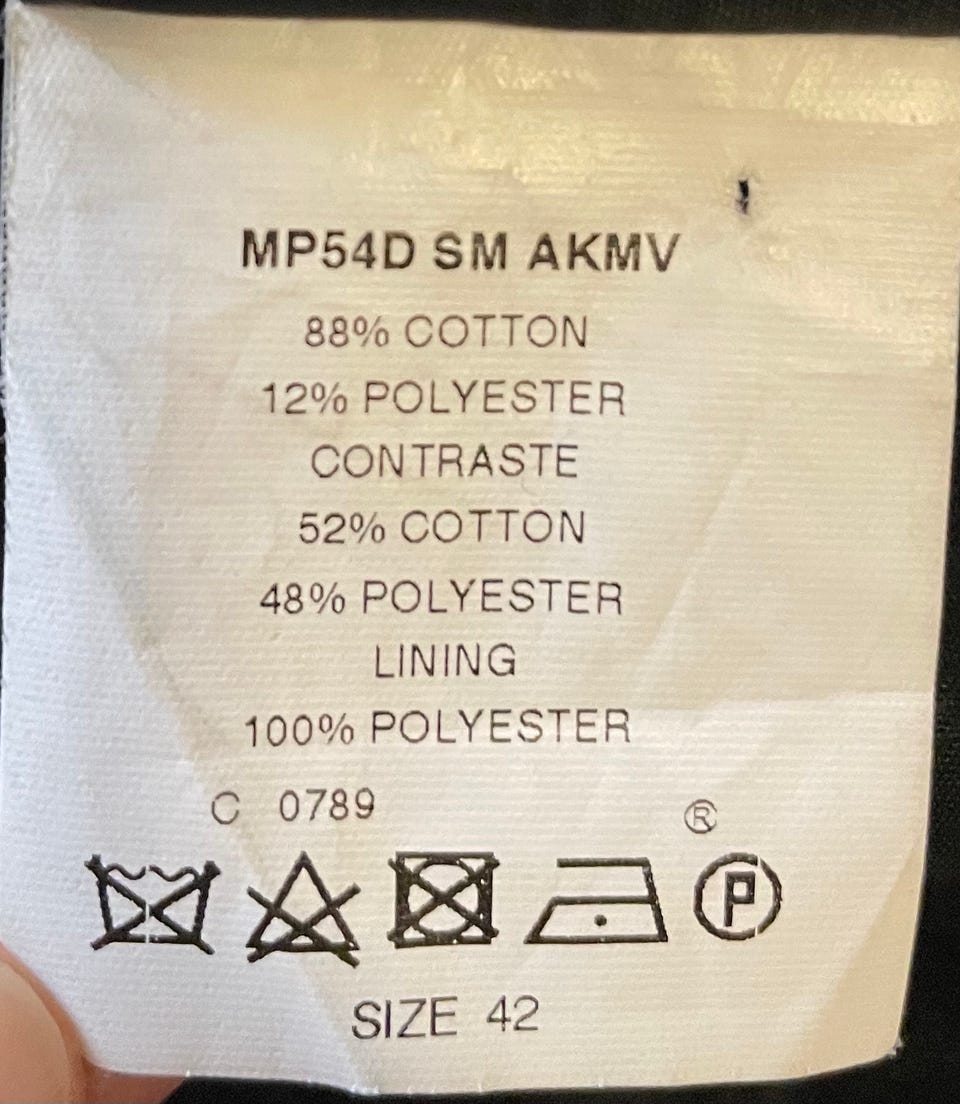 MP54D SM AKMV
88% COTTON
12% POLYESTER
CONTRASTE
52% COTTON
48% POLYESTER
LINING
100% POLYESTER
C 0789 ®
P
SIZE 42